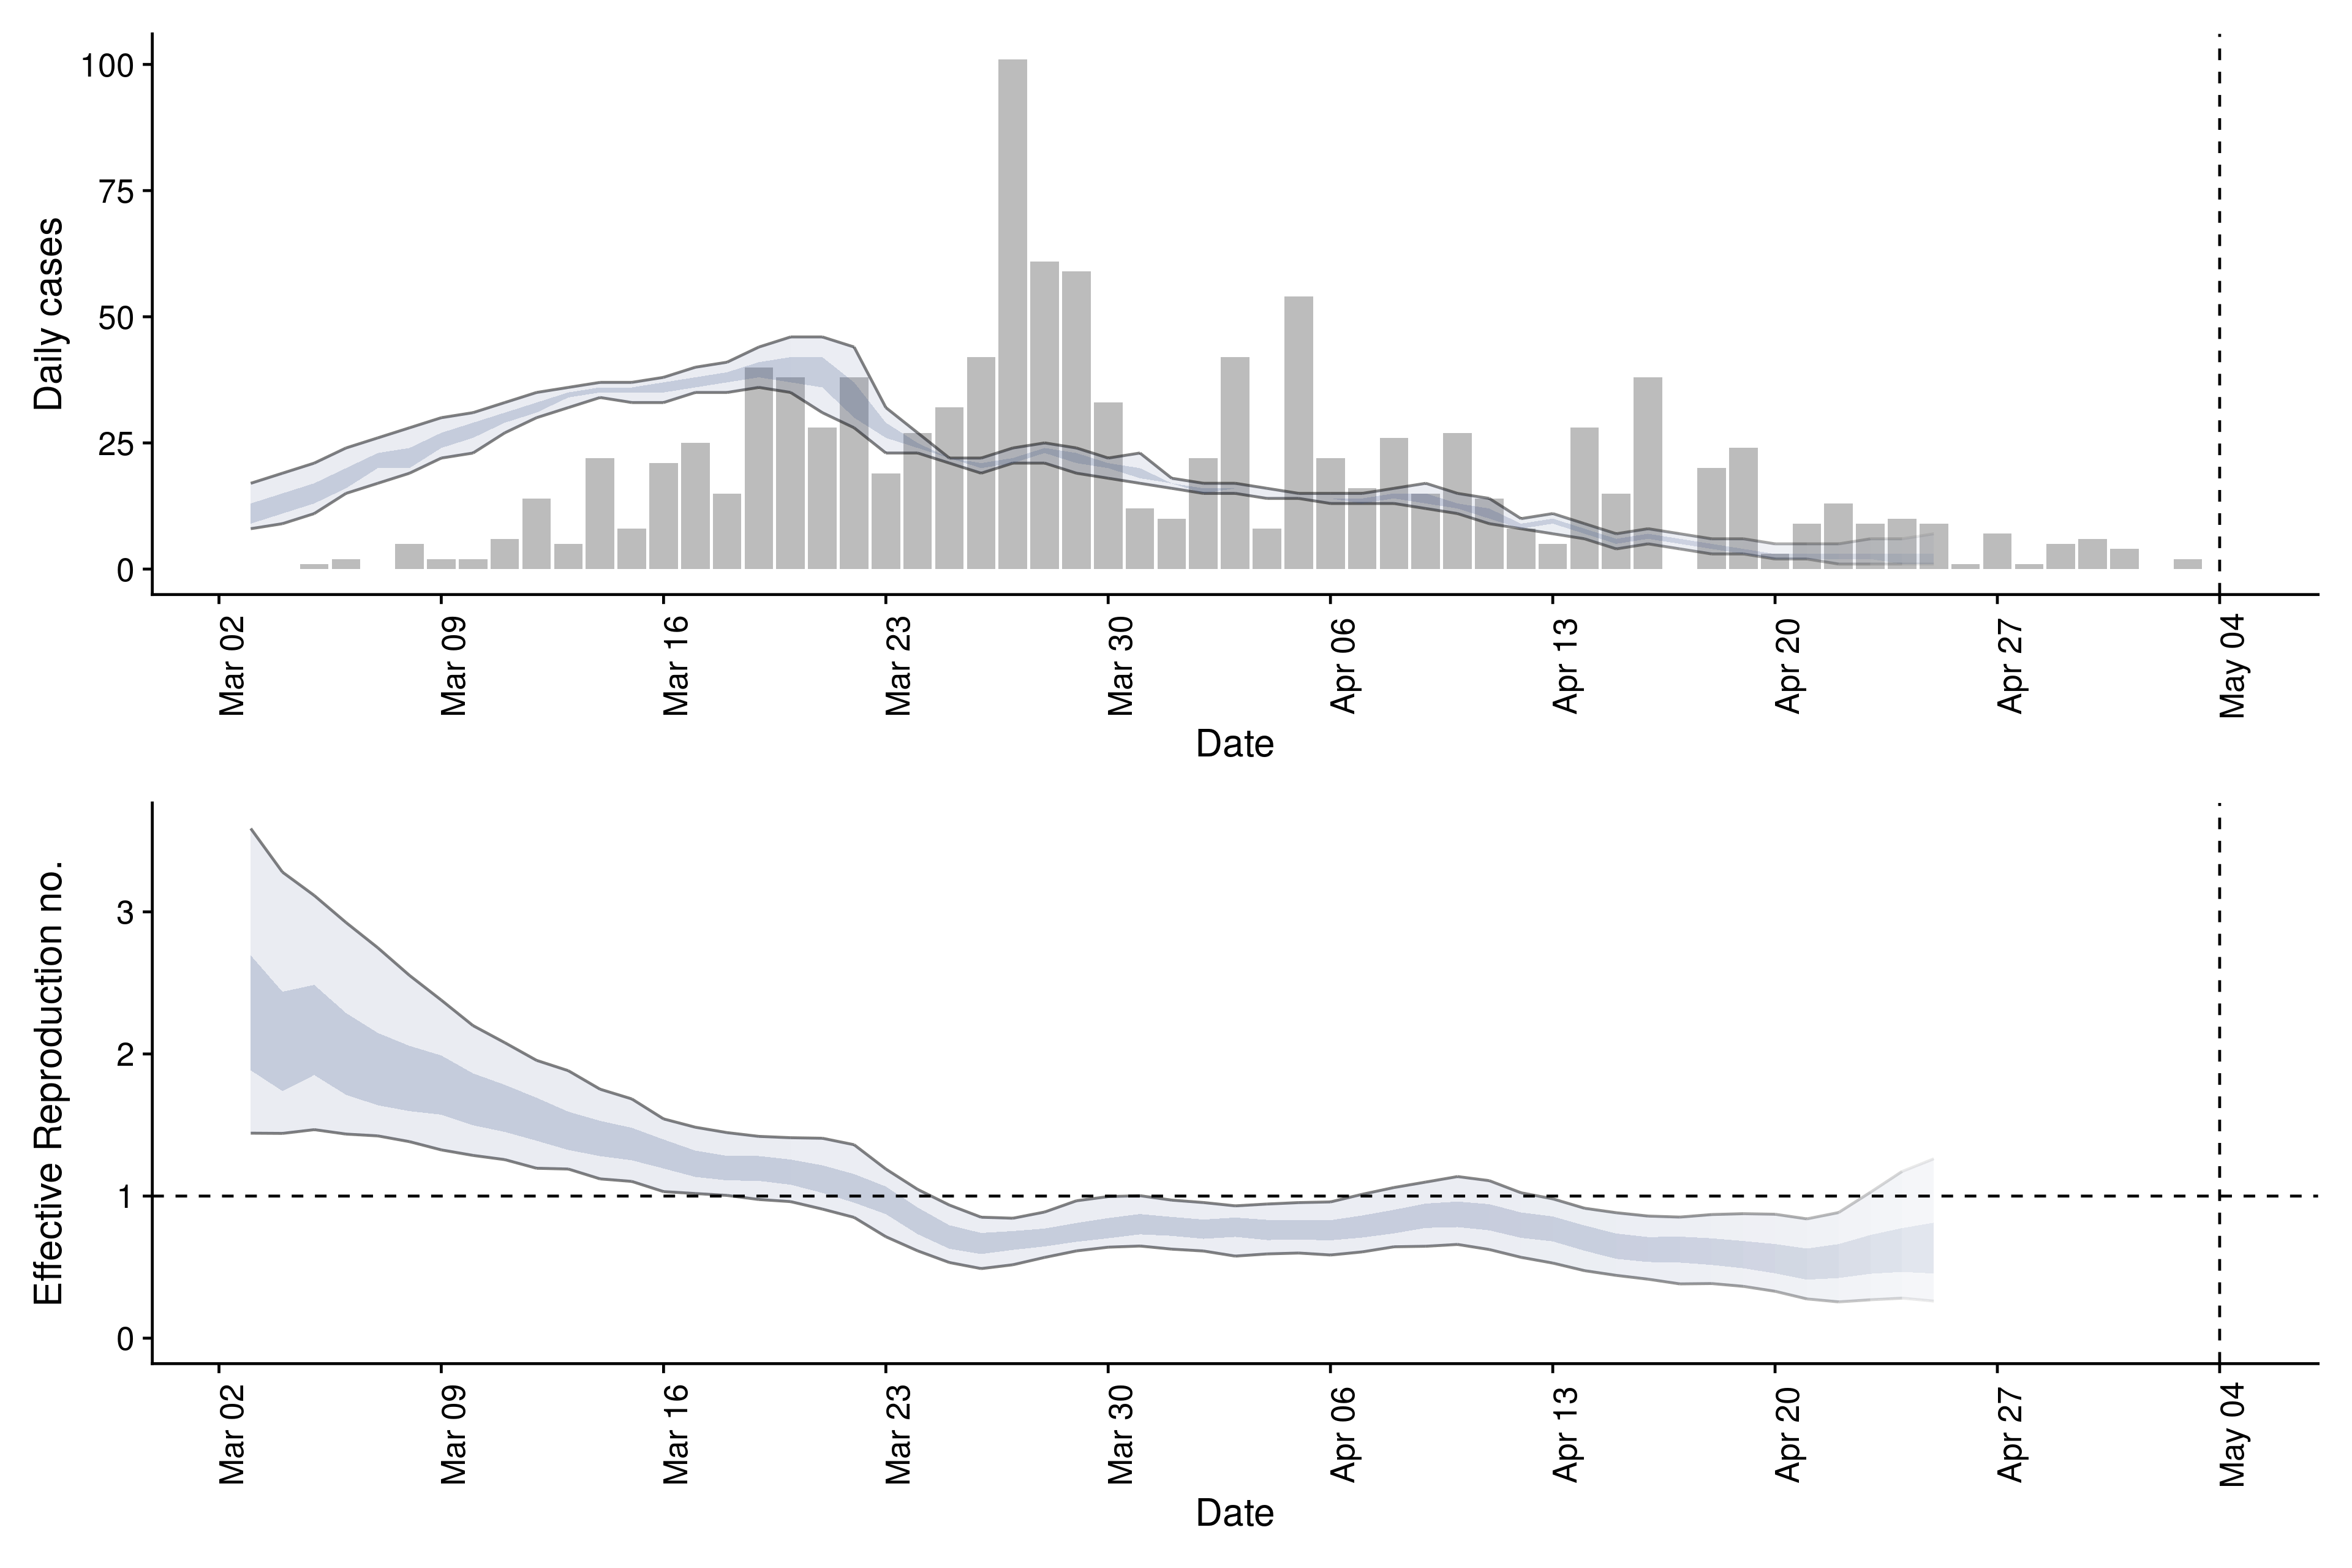 Daily cases
100
75
50
25
0
Mar 02
Mar 09
Mar 16
Mar 23
Mar 30
Apr 06
Apr 13
Apr 20
Apr 27
May 04
Date
Effective Reproduction no.
3
2
1
0
Mar 02
Mar 09
Mar 16
Mar 23
Mar 30
Apr 06
Apr 13
Apr 20
Apr 27
May 04
Date